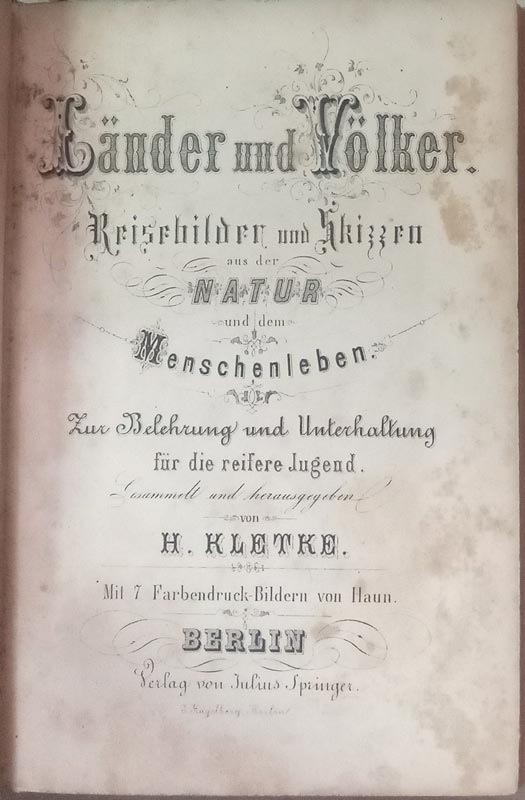 Länder und Völker.
Reisebilder und Skizzen
aus der
NATUR
und dem
Menschenleben.
Zur Belehrung und Unterhaltung
für die reifere Jugend.
Gesammelt und herausgegeben
von
H. KLETKE.
Mit 7 Farbendruck-Bildern von Haun.
BERLIN
Verlag von Julius Springer.